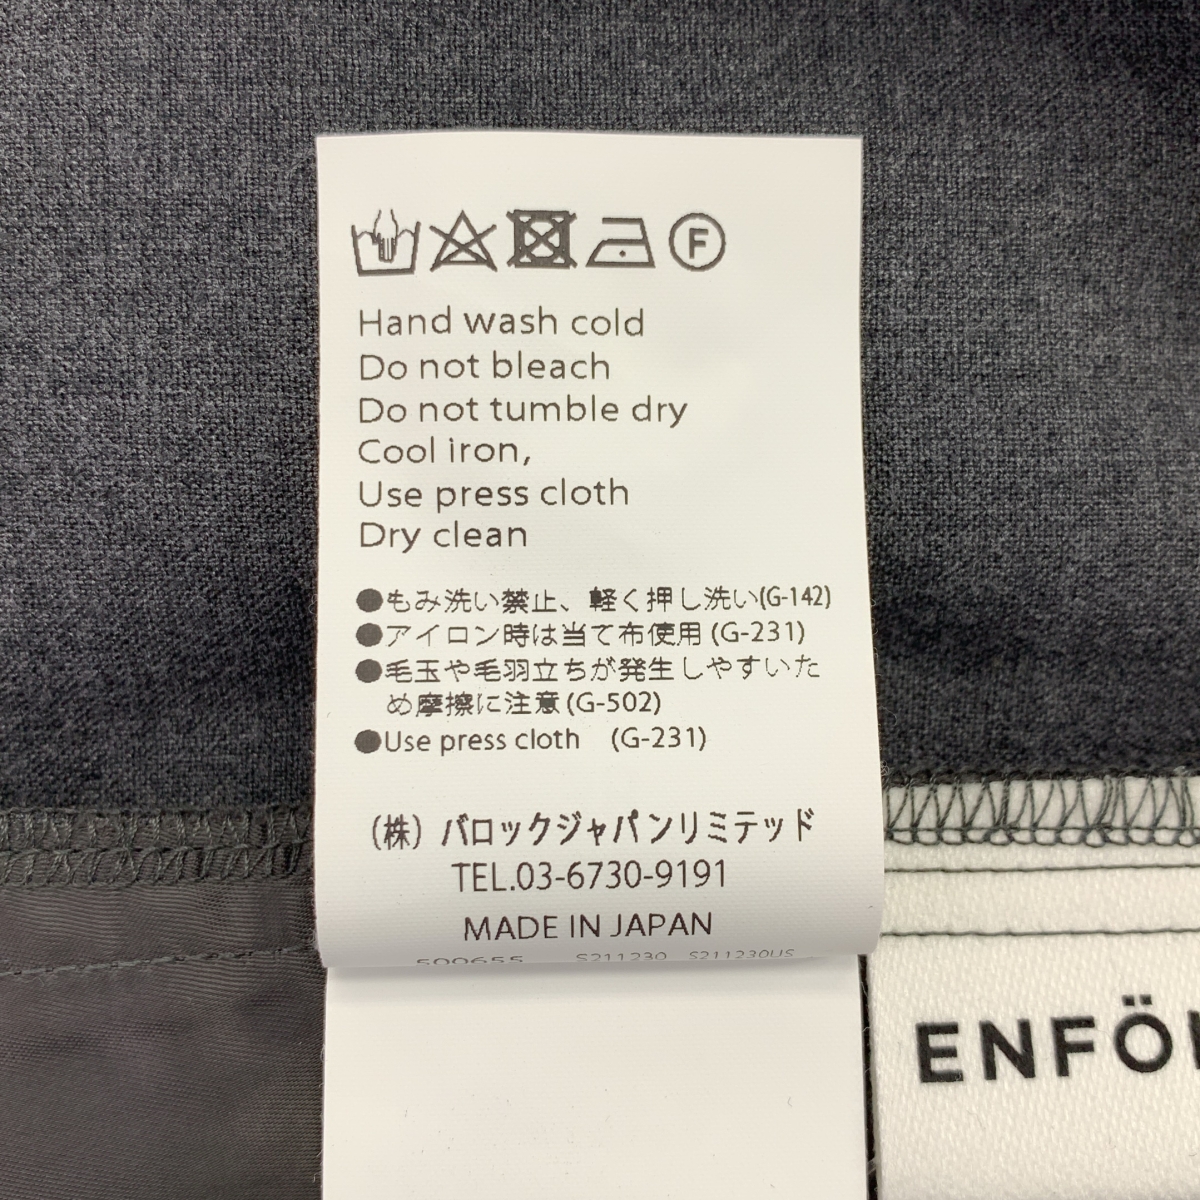 F
Hand wash cold
Do not bleach
Do not tumble dry
Cool iron,
Use press cloth
Dry clean
●もみ洗い禁止、軽く押し洗い(G-142)
●アイロン時は当て布使用 (G-231)
●毛玉や毛羽立ちが発生しやすいた
め摩擦に注意 (G-502)
●Use press cloth (G-231)
(株) バロックジャパンリミテッド
TEL.03-6730-9191
MADE IN JAPAN
500655 S211230 S211230US
ENFÖ